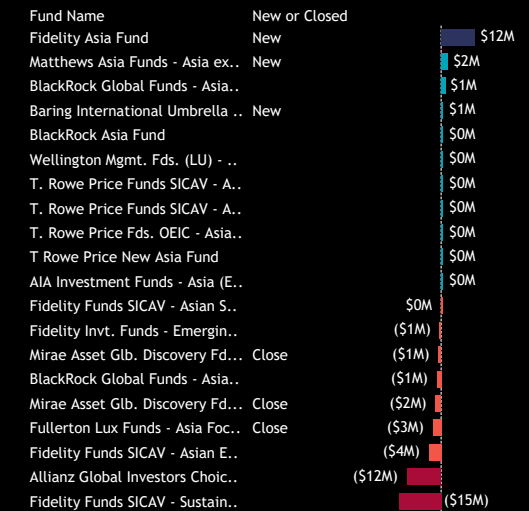 Fund Name New or Closed
Fidelity Asia Fund New $12M
Matthews Asia Funds - Asia ex.. New $2M
BlackRock Global Funds - Asia.. $1M
Baring International Umbrella .. New $1M
BlackRock Asia Fund $0M
Wellington Mgmt. Fds. (LU) - .. $0M
T. Rowe Price Funds SICAV - A.. $0M
T. Rowe Price Funds SICAV - A.. $0M
T. Rowe Price Fds. OEIC - Asia.. $0M
T Rowe Price New Asia Fund $0M
AIA Investment Funds - Asia (E.. $0M
Fidelity Funds SICAV - Asian S.. $0M
Fidelity Invt. Funds - Emergin.. ($1M)
Mirae Asset Glb. Discovery Fd... Close ($1M)
BlackRock Global Funds - Asia.. ($1M)
Mirae Asset Glb. Discovery Fd... Close ($2M)
Fullerton Lux Funds - Asia Foc.. Close ($3M)
Fidelity Funds SICAV - Asian E.. ($4M)
Allianz Global Investors Choic.. ($12M)
Fidelity Funds SICAV - Sustain.. ($15M)